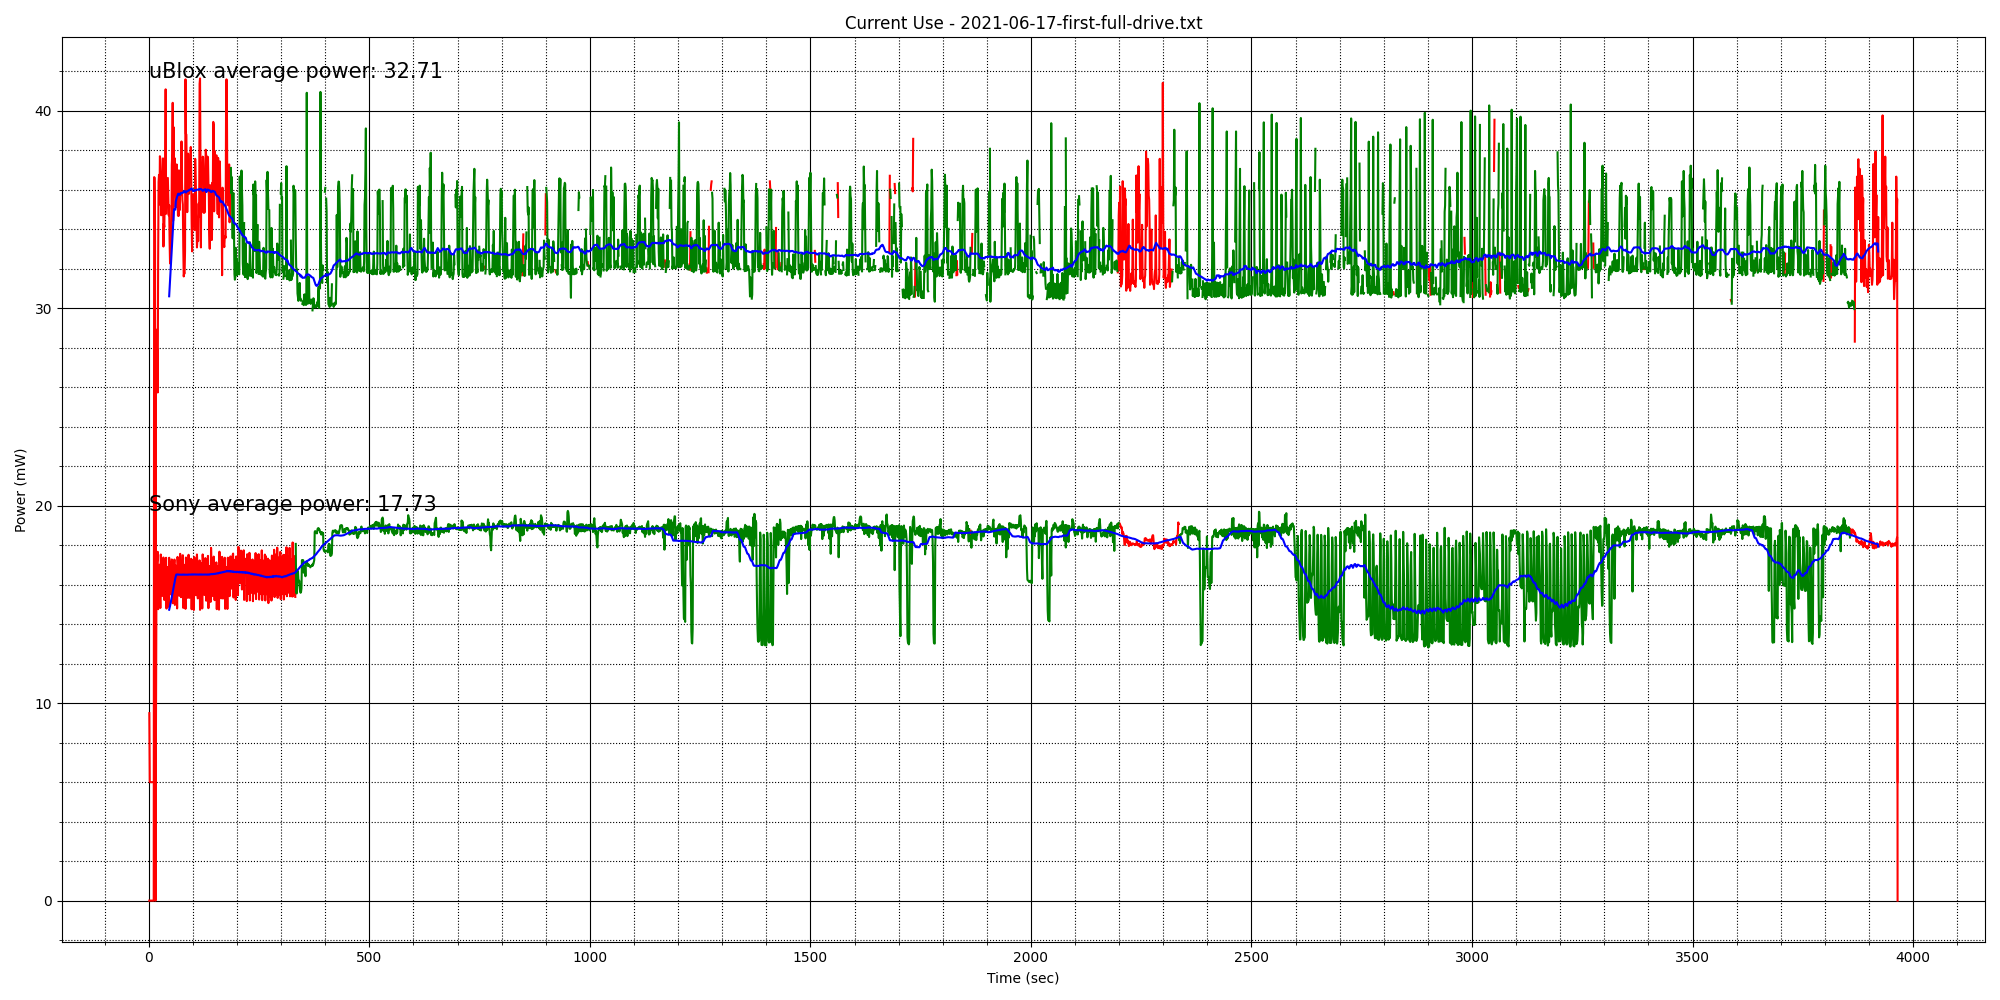 Current Use - 2021-06-17-first-full-drive.txt
uBlox average power: 32.71
40
30
Power (mW)
Sony average power: 17.73
20
10
0
0 500 1000 1500 2000 2500 3000 3500 4000
Time (sec)